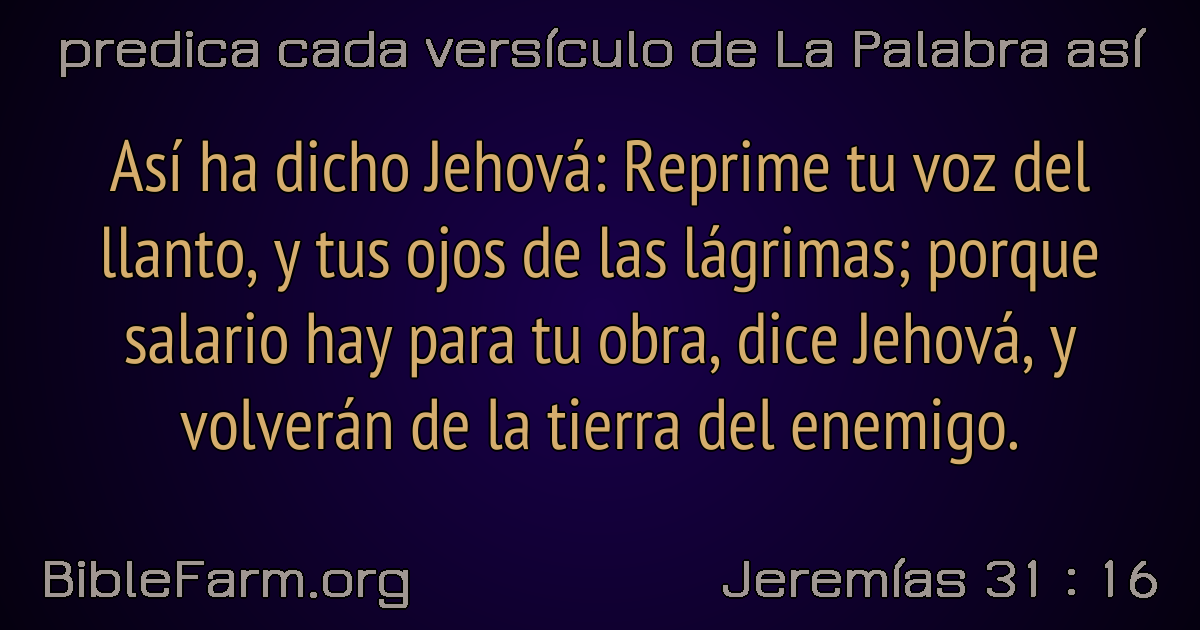 predica cada versículo de La Palabra así
Así ha dicho Jehová: Reprime tu voz del
llanto, y tus ojos de las lágrimas; porque
salario hay para tu obra, dice Jehová, y
volverán de la tierra del enemigo.
BibleFarm.org
Jeremías 31 : 16